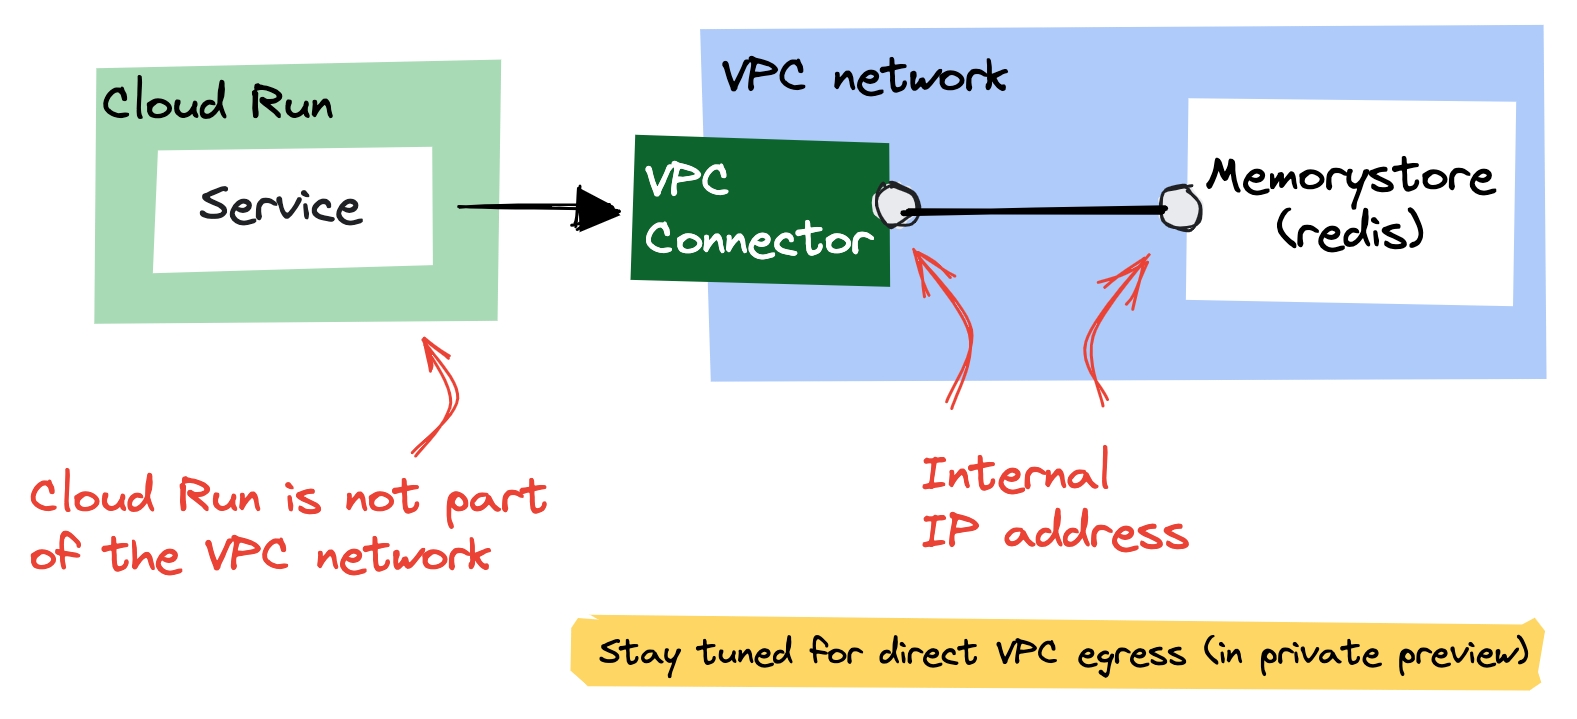 Cloud Run
Service
VPC network
VPC
Connector
Memorystore
(redis)
Cloud Run is not part
of the VPC network
Internal
IP address
Stay tuned for direct VPC egress (in private preview)